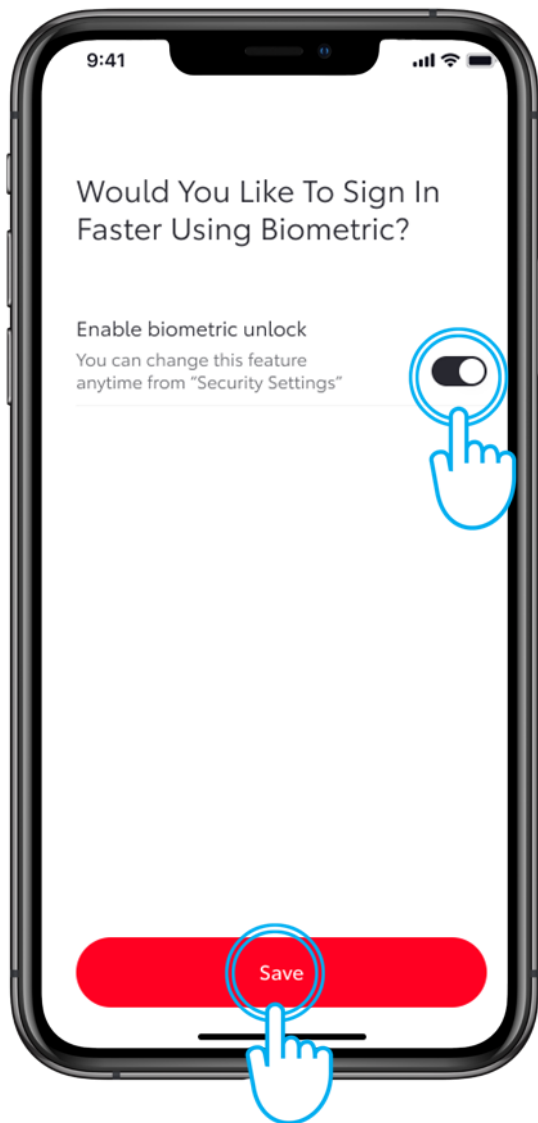 9:41
Would You Like To Sign In
Faster Using Biometric?
Enable biometric unlock
You can change this feature
anytime from “Security Settings”
Save